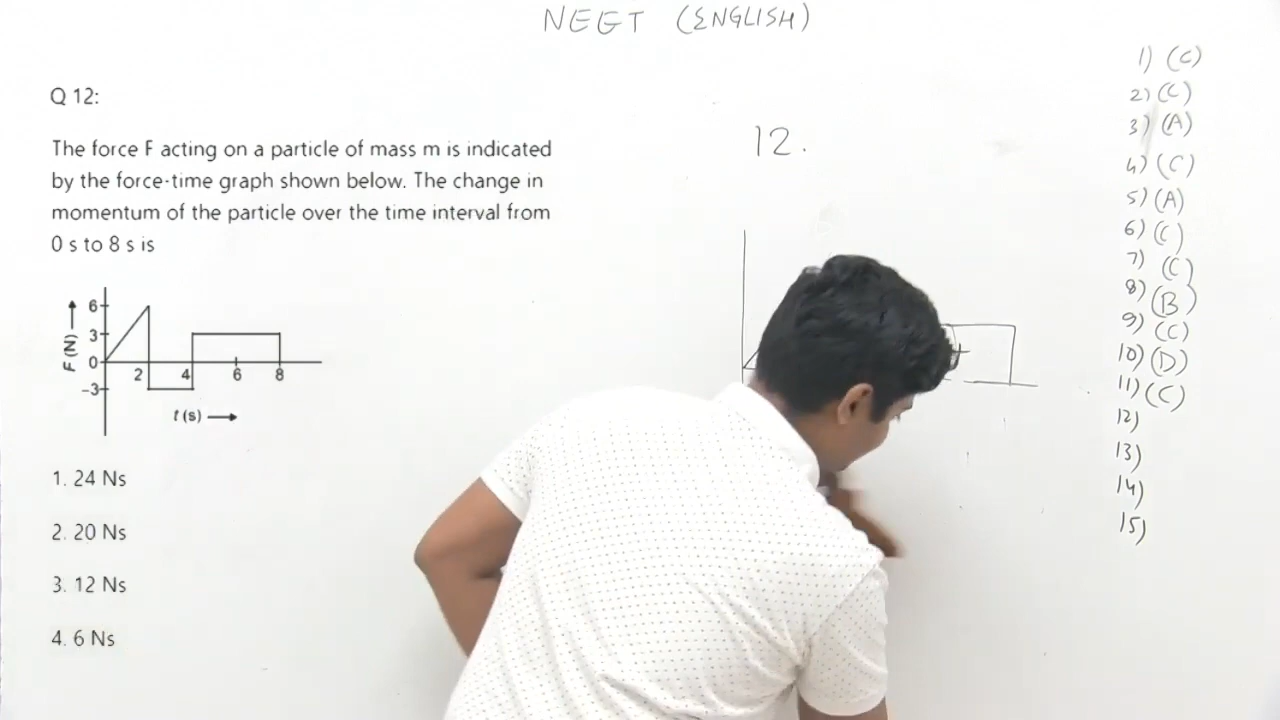 NEET (ENGLISH)
Q 12:
The force F acting on a particle of mass m is indicated
by the force-time graph shown below. The change in
momentum of the particle over the time interval from
0 s to 8 s is
F (N)
6
3
0
-3
2 4 6 8
t (s)
1. 24 Ns
2. 20 Ns
3. 12 Ns
4. 6 Ns
12.
1) (C)
2) (C)
3) (A)
4) (C)
5) (A)
6) (C)
7) (C)
8) (B)
9) (C)
10) (D)
11) (C)
12)
13)
14)
15)